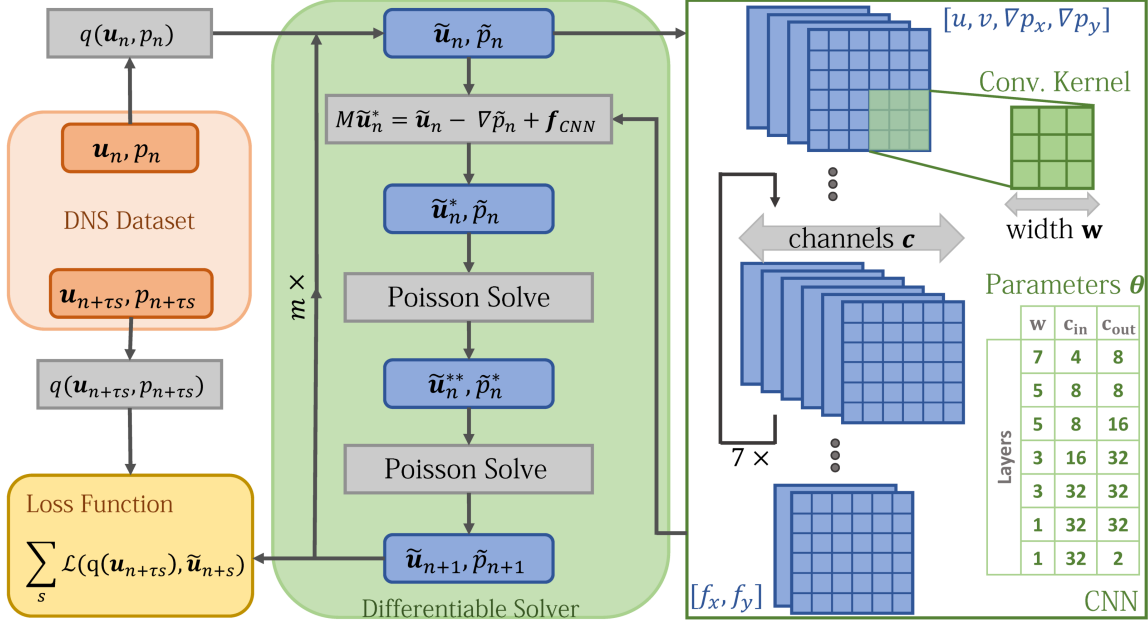 q(𝒖ₙ, pₙ)
𝒖ₙ, pₙ
DNS Dataset
𝒖ₙ₊τₛ, pₙ₊τₛ
q(𝒖ₙ₊τₛ, pₙ₊τₛ)
Loss Function
∑ₛ ℒ(q(𝒖ₙ₊τₛ), 𝒖̃ₙ₊ₛ)
m ×
𝒖̃ₙ, p̃ₙ
M𝒖̃ₙ* = 𝒖̃ₙ − ∇p̃ₙ + 𝒇_CNN
𝒖̃ₙ*, p̃ₙ
Poisson Solve
𝒖̃ₙ**, p̃ₙ*
Poisson Solve
𝒖̃ₙ₊₁, p̃ₙ₊₁
Differentiable Solver
[u, v, ∇pₓ, ∇p_y]
Conv. Kernel
width w
channels c
7 ×
[fₓ, f_y]
Parameters θ
w c_in c_out
Layers
7 4 8
5 8 8
5 8 16
3 16 32
3 32 32
1 32 32
1 32 2
CNN